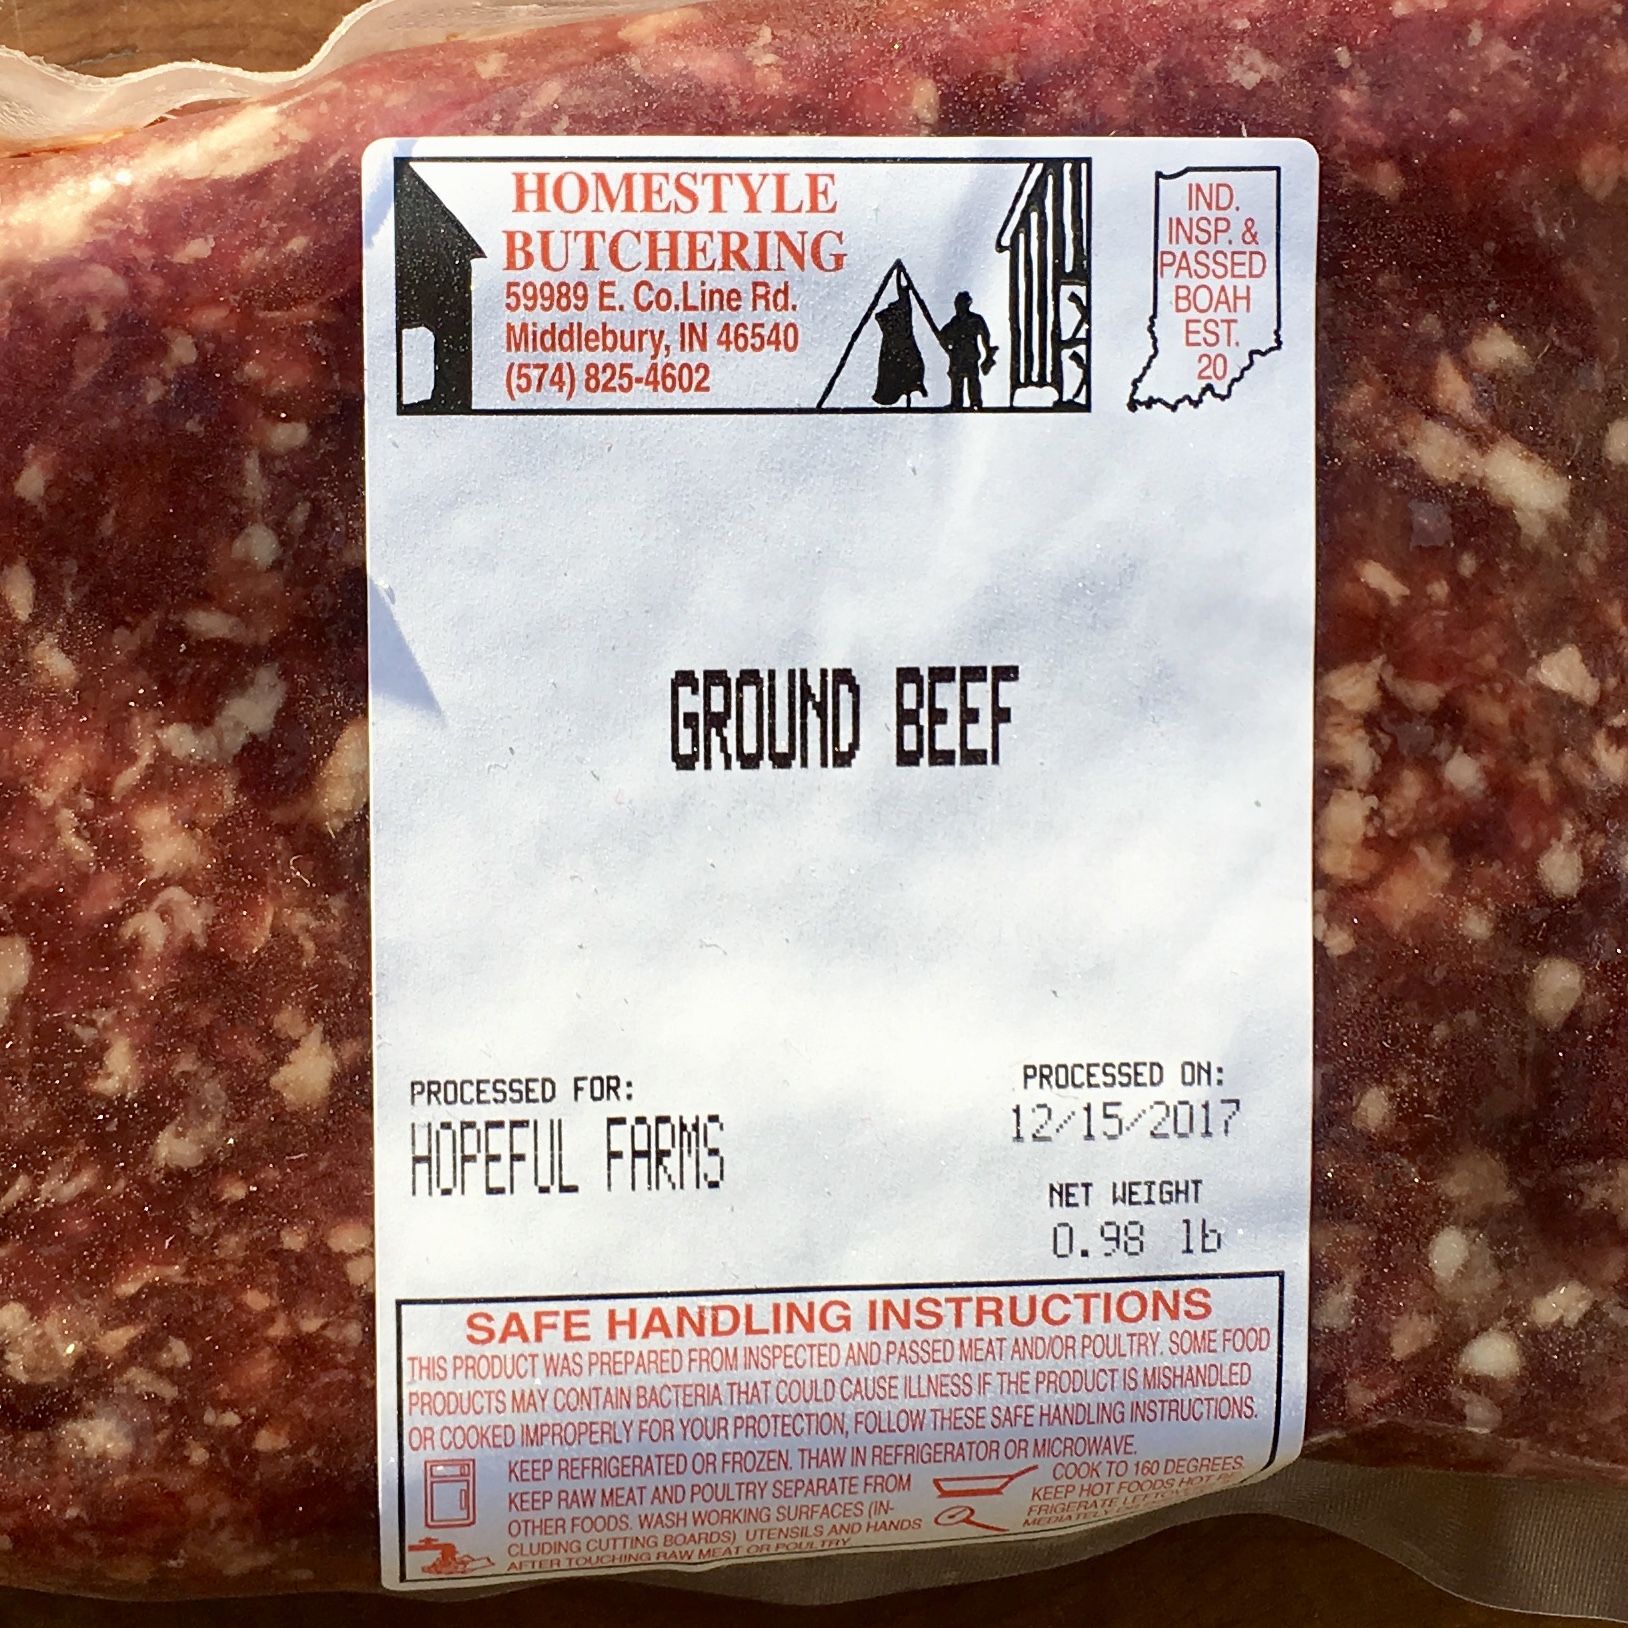 HOMESTYLE
BUTCHERING
59989 E. Co.Line Rd.
Middlebury, IN 46540
(574) 825-4602
IND.
INSP. &
PASSED
BOAH
EST.
20
GROUND BEEF
PROCESSED FOR:
HOPEFUL FARMS
PROCESSED ON:
12/15/2017
NET WEIGHT
0.98 lb
SAFE HANDLING INSTRUCTIONS
THIS PRODUCT WAS PREPARED FROM INSPECTED AND PASSED MEAT AND/OR POULTRY. SOME FOOD
PRODUCTS MAY CONTAIN BACTERIA THAT COULD CAUSE ILLNESS IF THE PRODUCT IS MISHANDLED
OR COOKED IMPROPERLY FOR YOUR PROTECTION, FOLLOW THESE SAFE HANDLING INSTRUCTIONS.
KEEP REFRIGERATED OR FROZEN. THAW IN REFRIGERATOR OR MICROWAVE.
KEEP RAW MEAT AND POULTRY SEPARATE FROM
OTHER FOODS. WASH WORKING SURFACES (IN-
CLUDING CUTTING BOARDS) UTENSILS AND HANDS
AFTER TOUCHING RAW MEAT OR POULTRY.
COOK TO 160 DEGREES.
KEEP HOT FOODS HOT